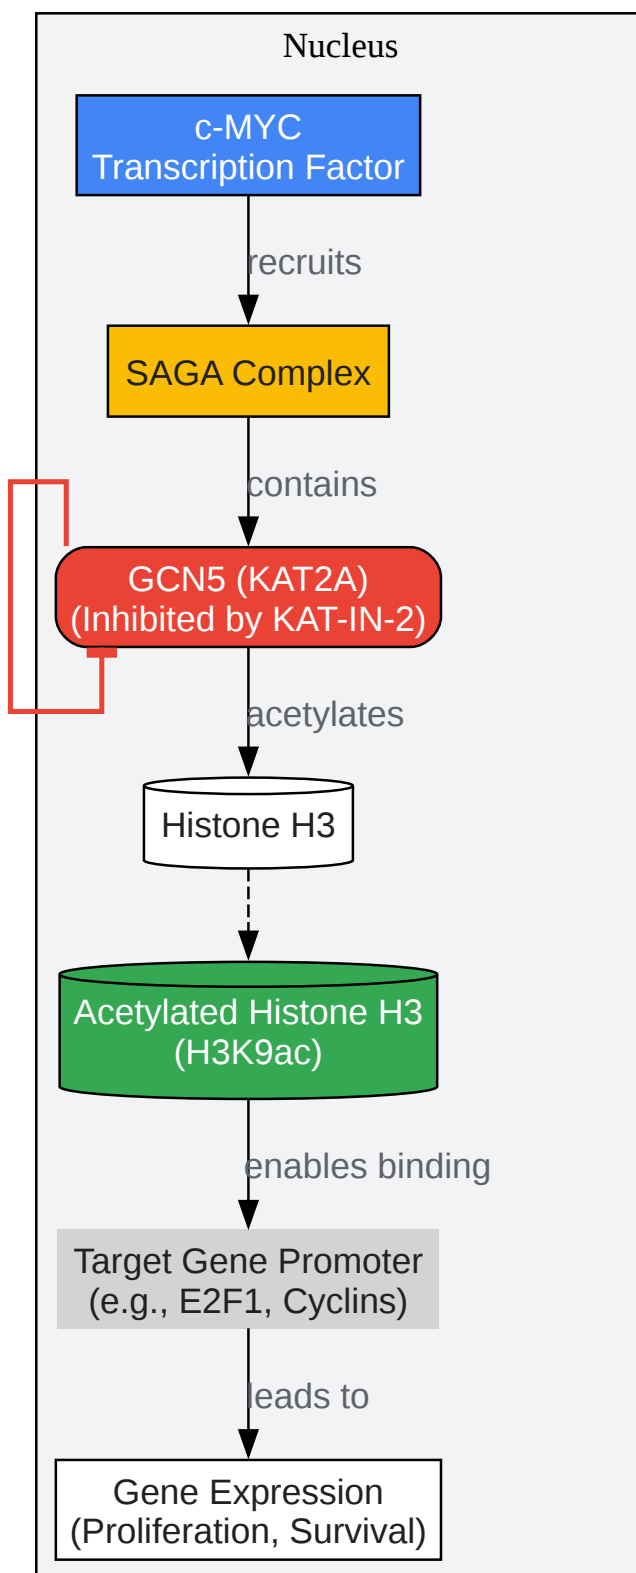 Nucleus
c-MYC
Transcription Factor
recruits
SAGA Complex
contains
GCN5 (KAT2A)
(Inhibited by KAT-IN-2)
acetylates
Histone H3
Acetylated Histone H3
(H3K9ac)
enables binding
Target Gene Promoter
(e.g., E2F1, Cyclins)
leads to
Gene Expression
(Proliferation, Survival)